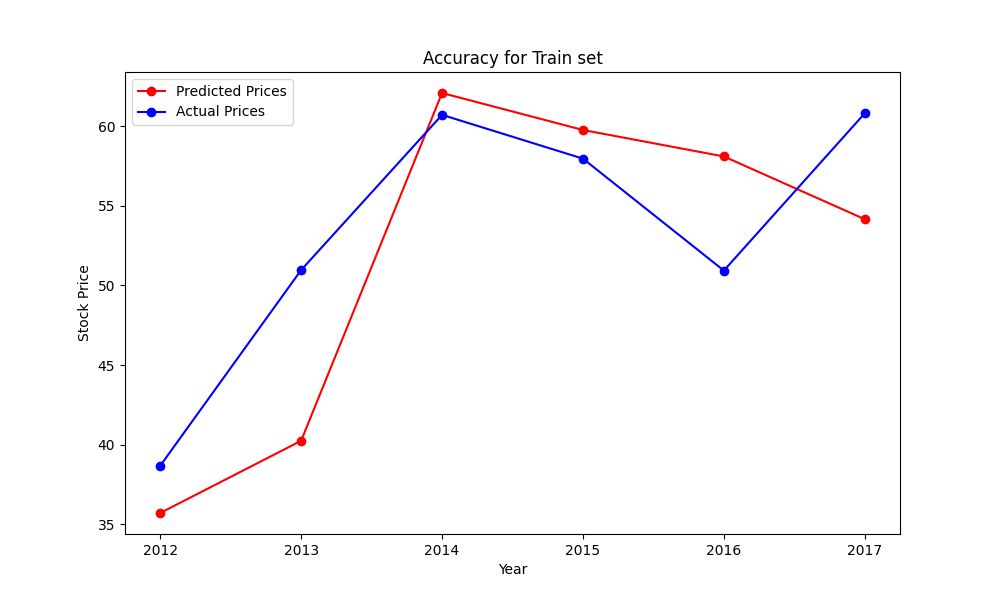 Accuracy for Train set
Predicted Prices
Actual Prices
60
55
50
45
40
35
Stock Price
2012 2013 2014 2015 2016 2017
Year